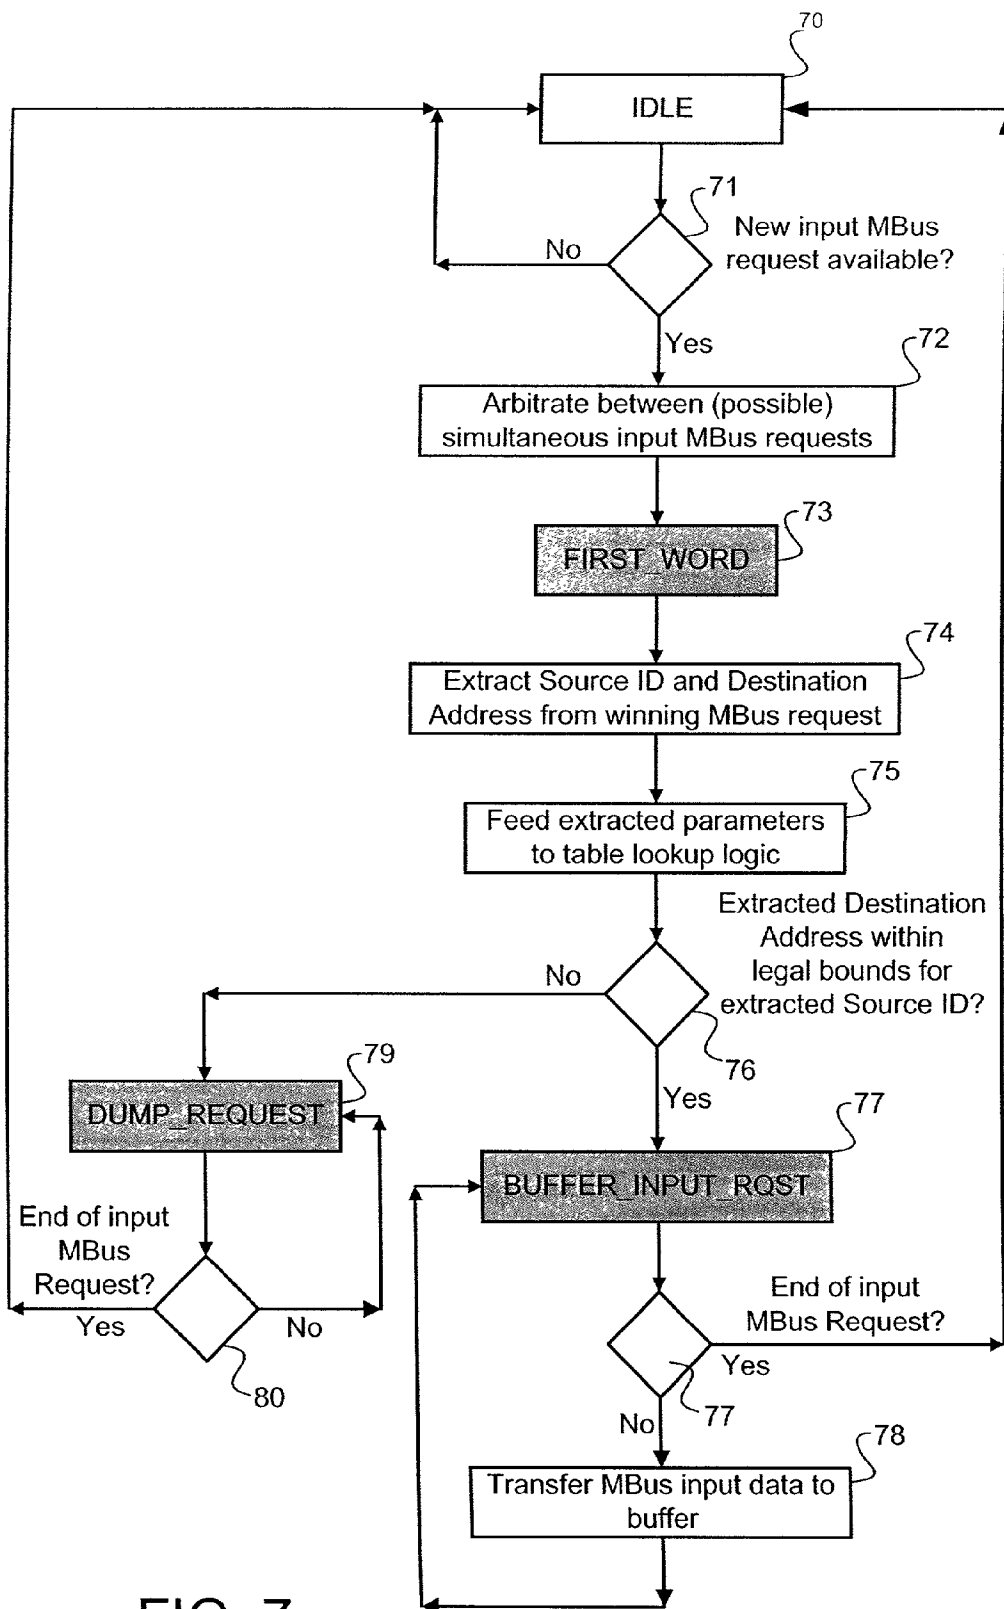 70
IDLE
71
New input MBus
request available?
No
Yes
72
Arbitrate between (possible)
simultaneous input MBus requests
73
FIRST_WORD
74
Extract Source ID and Destination
Address from winning MBus request
75
Feed extracted parameters
to table lookup logic
Extracted Destination
Address within
legal bounds for
extracted Source ID?
No
76
Yes
79
DUMP_REQUEST
77
BUFFER_INPUT_RQST
End of input
MBus
Request?
Yes
No
80
End of input
MBus Request?
Yes
77
No
78
Transfer MBus input data to
buffer